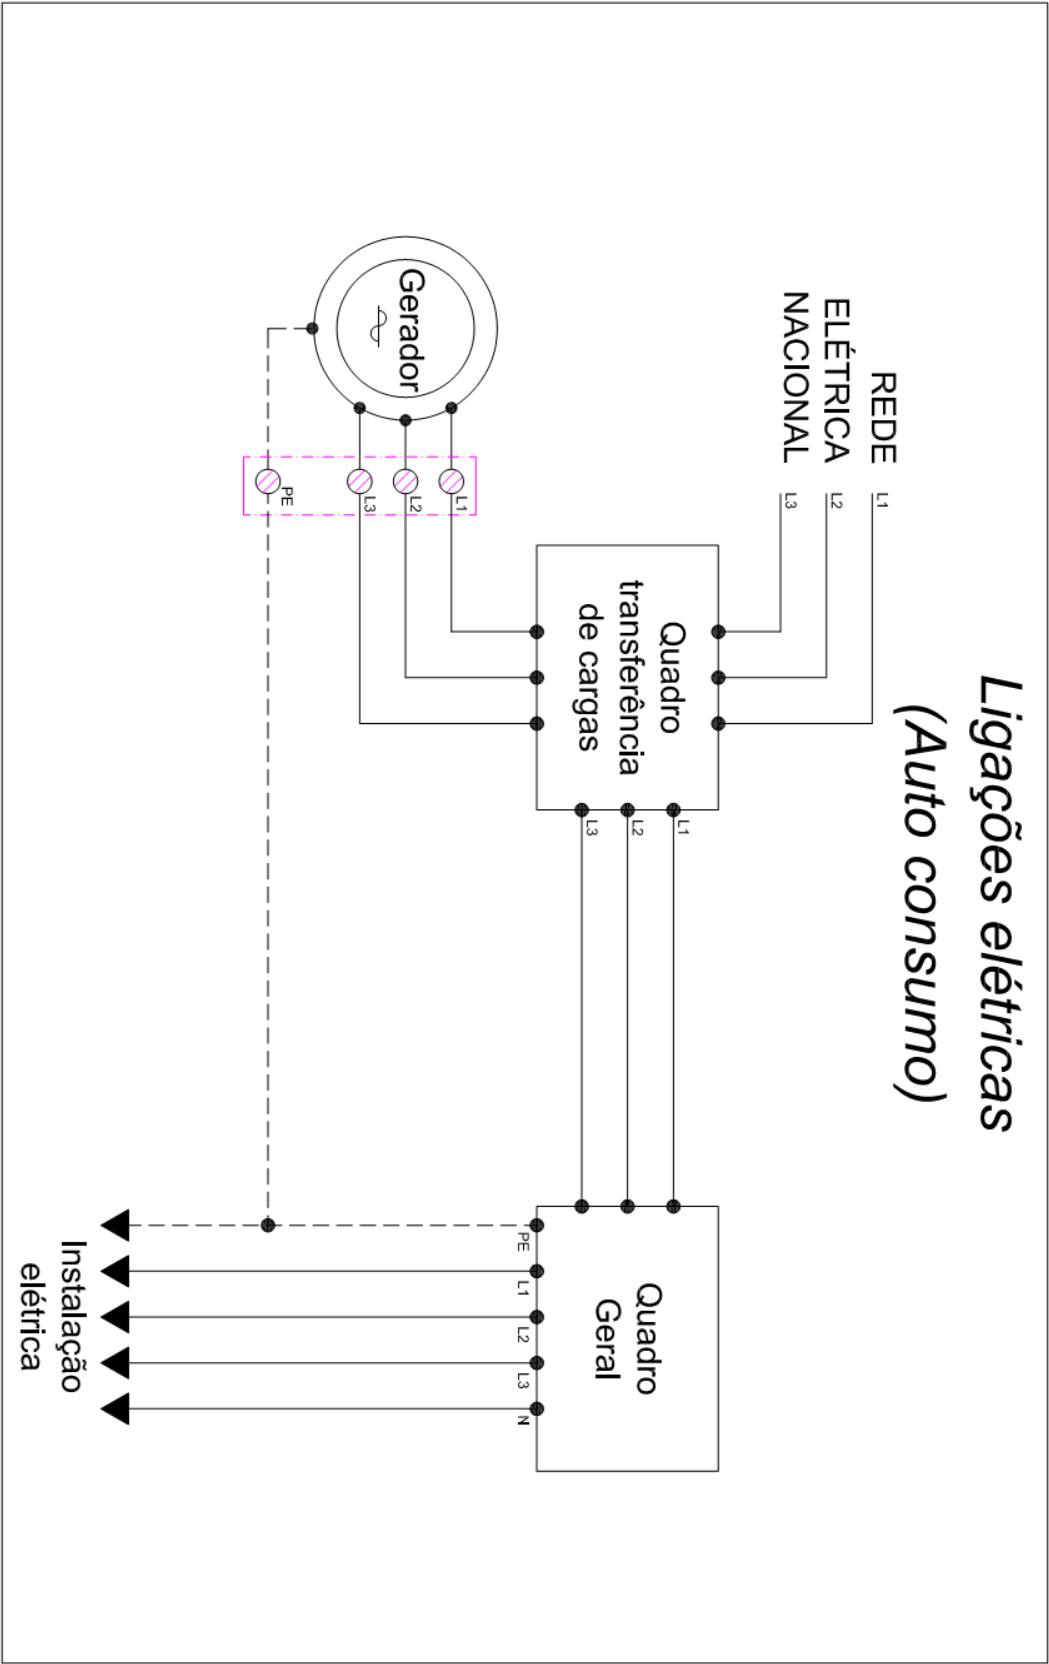 Ligações elétricas
(Auto consumo)
REDE
ELÉTRICA
NACIONAL
L1
L2
L3
Quadro
transferência
de cargas
L1
L2
L3
Gerador
L1
L2
L3
PE
Quadro
Geral
PE
L1
L2
L3
N
Instalação
elétrica